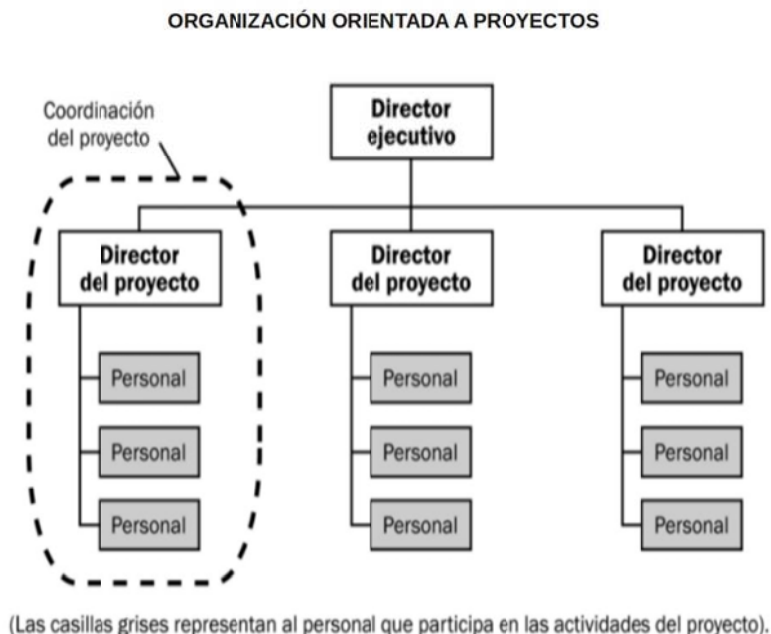 ORGANIZACIÓN ORIENTADA A PROYECTOS
Coordinación
del proyecto
Director
ejecutivo
Director
del proyecto
Director
del proyecto
Director
del proyecto
Personal
Personal
Personal
Personal
Personal
Personal
Personal
Personal
Personal
(Las casillas grises representan al personal que participa en las actividades del proyecto).